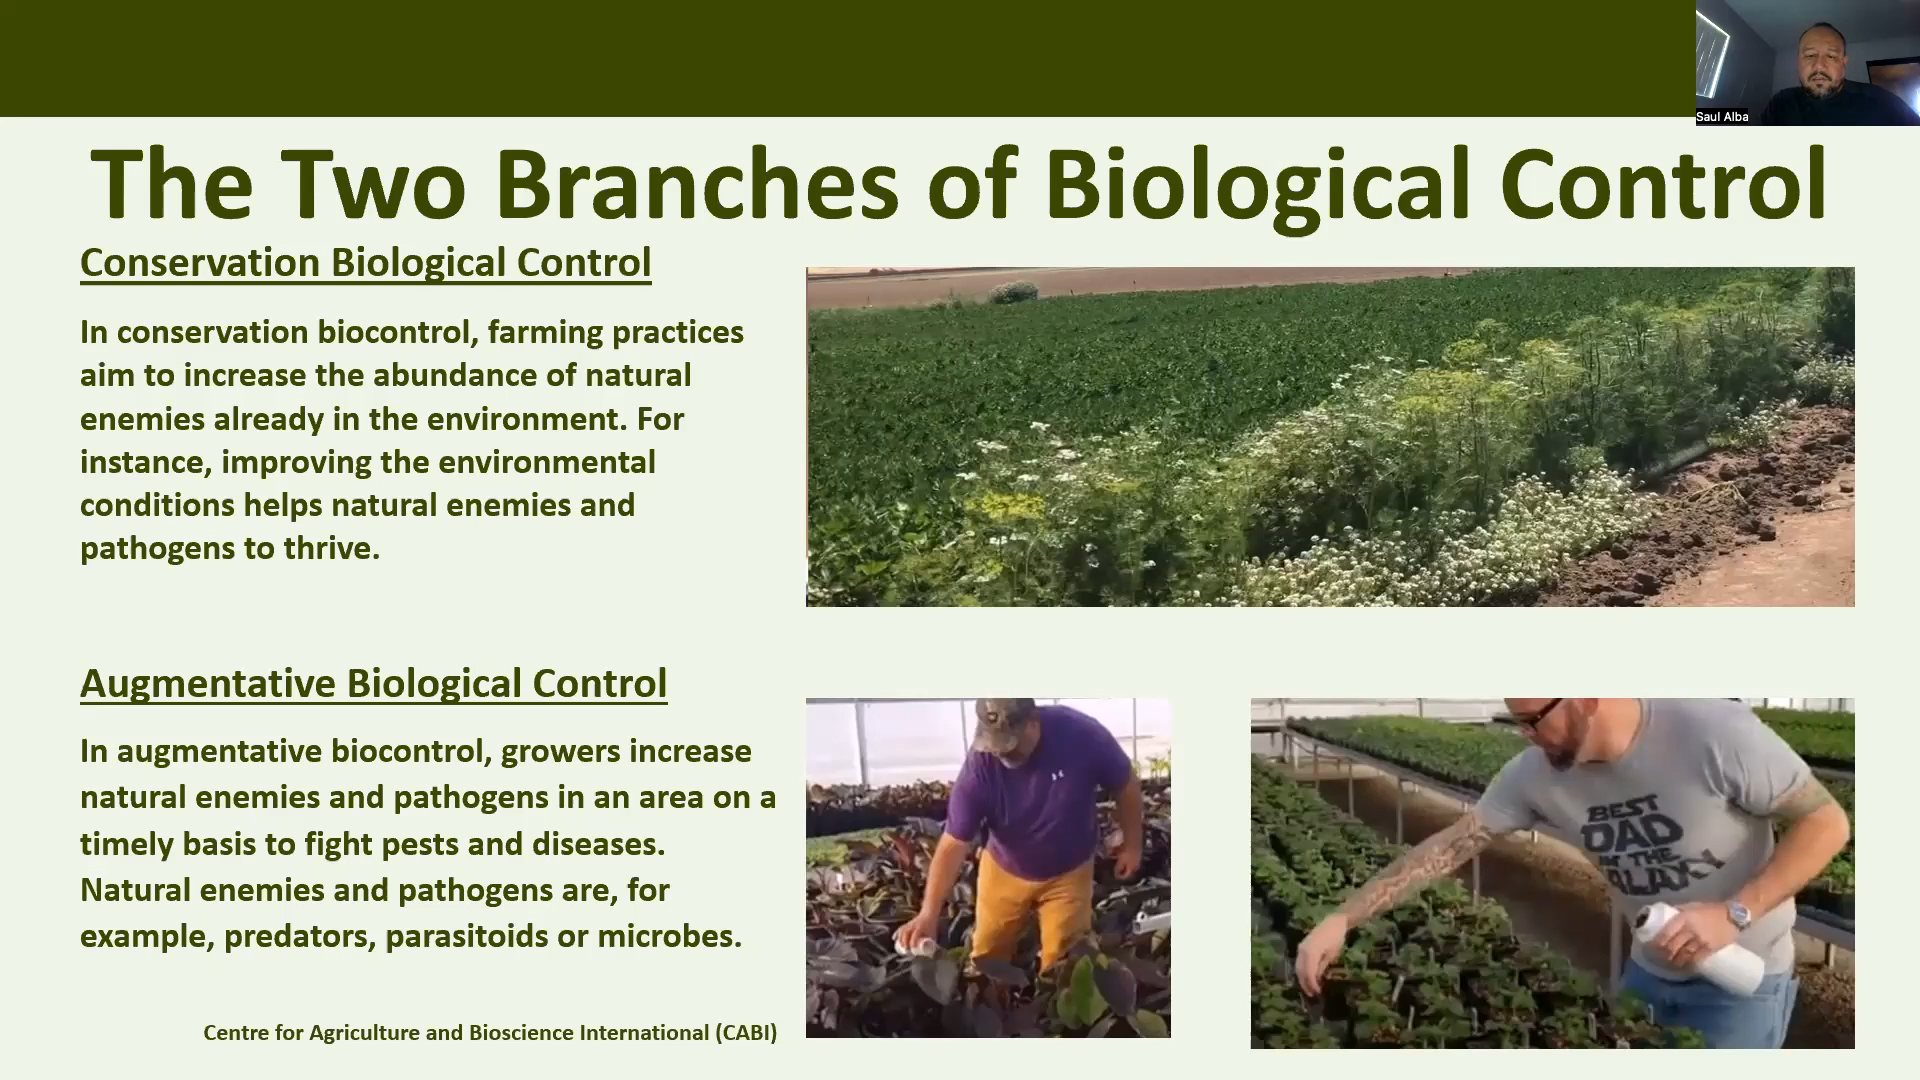 Saul Alba
The Two Branches of Biological Control
Conservation Biological Control
In conservation biocontrol, farming practices
aim to increase the abundance of natural
enemies already in the environment. For
instance, improving the environmental
conditions helps natural enemies and
pathogens to thrive.
Augmentative Biological Control
In augmentative biocontrol, growers increase
natural enemies and pathogens in an area on a
timely basis to fight pests and diseases.
Natural enemies and pathogens are, for
example, predators, parasitoids or microbes.
Centre for Agriculture and Bioscience International (CABI)
BEST
DAD
IN THE
GALAXY